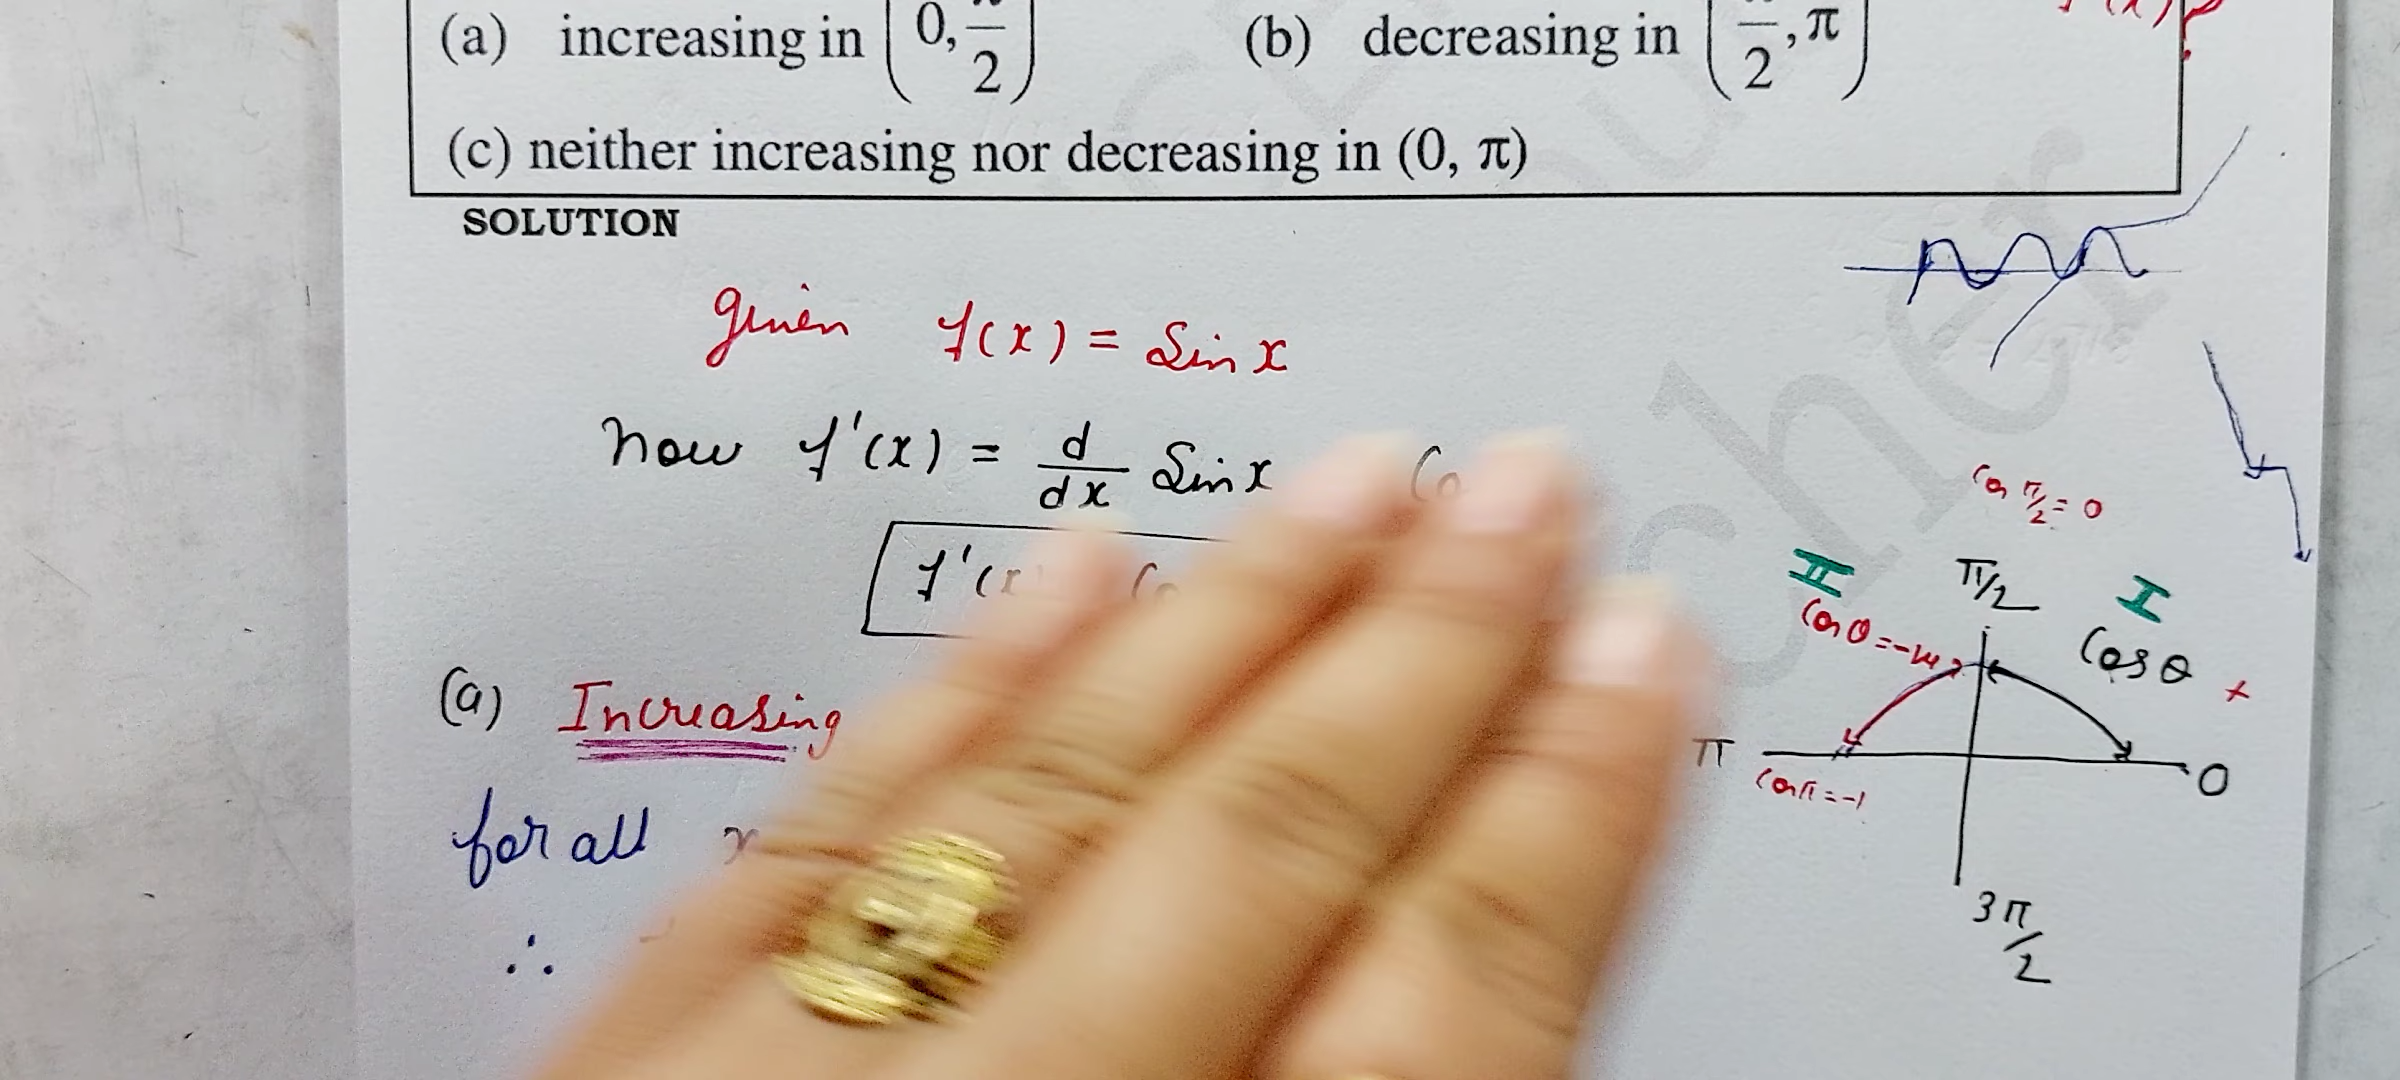 (a) increasing in (0, π/2) (b) decreasing in (π/2, π)
(c) neither increasing nor decreasing in (0, π)
SOLUTION
given f(x) = Sin x
now f'(x) = d/dx Sin x
f'(x
Cos π/2 = 0
II π/2 I
Cos θ = -ve Cos θ +
(a) Increasing
π 0
Cos π = -1
for all x
∴
3π/2